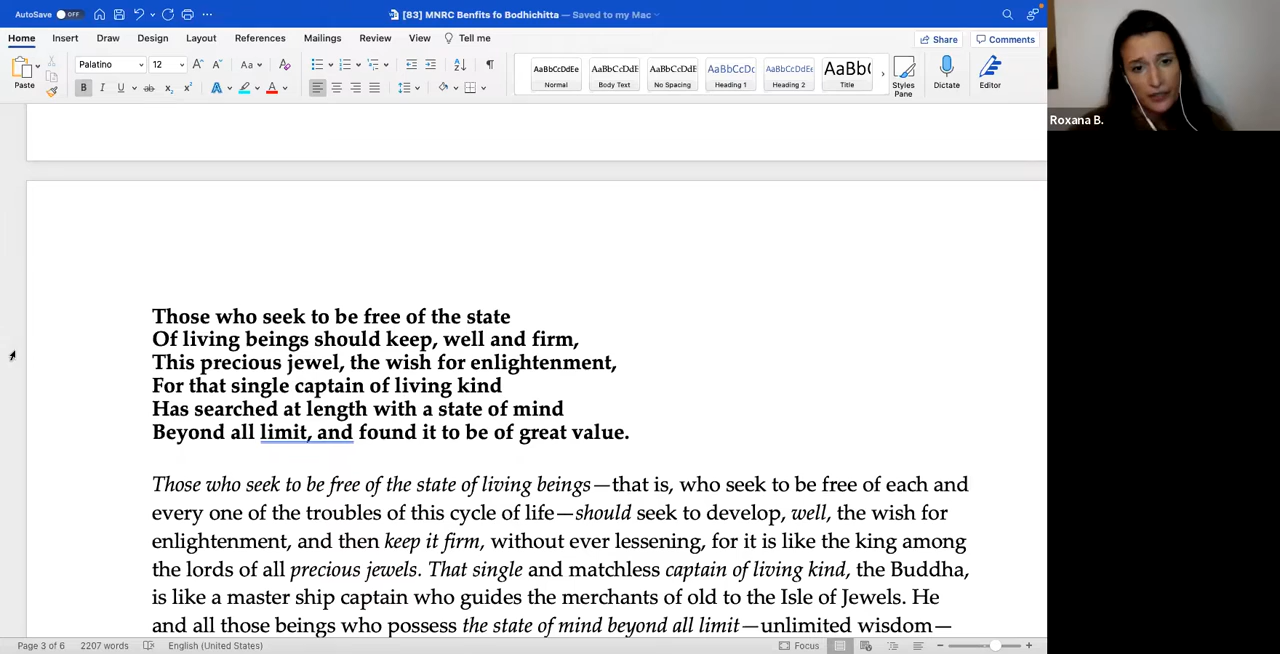 AutoSave OFF
[83] MNRC Benfits fo Bodhichitta — Saved to my Mac
Home Insert Draw Design Layout References Mailings Review View Tell me
Share Comments
Paste
Palatino 12
Aa
B I U ab x₂ x² A A
AaBbCcDdEe AaBbCcDdE AaBbCcDdE AaBbCcDc AaBbCcDdEe AaBb(
Normal Body Text No Spacing Heading 1 Heading 2 Title
Styles Pane
Dictate
Editor
Roxana B.
Those who seek to be free of the state
Of living beings should keep, well and firm,
This precious jewel, the wish for enlightenment,
For that single captain of living kind
Has searched at length with a state of mind
Beyond all limit, and found it to be of great value.
Those who seek to be free of the state of living beings—that is, who seek to be free of each and
every one of the troubles of this cycle of life—should seek to develop, well, the wish for
enlightenment, and then keep it firm, without ever lessening, for it is like the king among
the lords of all precious jewels. That single and matchless captain of living kind, the Buddha,
is like a master ship captain who guides the merchants of old to the Isle of Jewels. He
and all those beings who possess the state of mind beyond all limit—unlimited wisdom—
Page 3 of 6 2207 words English (United States) Focus